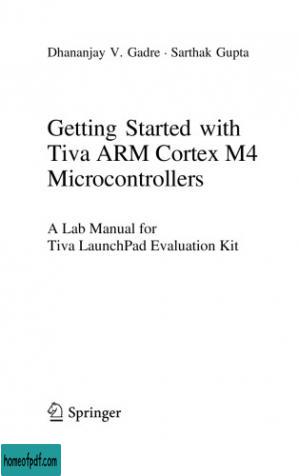 Dhananjay V. Gadre · Sarthak Gupta
Getting Started with
Tiva ARM Cortex M4
Microcontrollers
A Lab Manual for
Tiva LaunchPad Evaluation Kit
Springer
homeofpdf.com